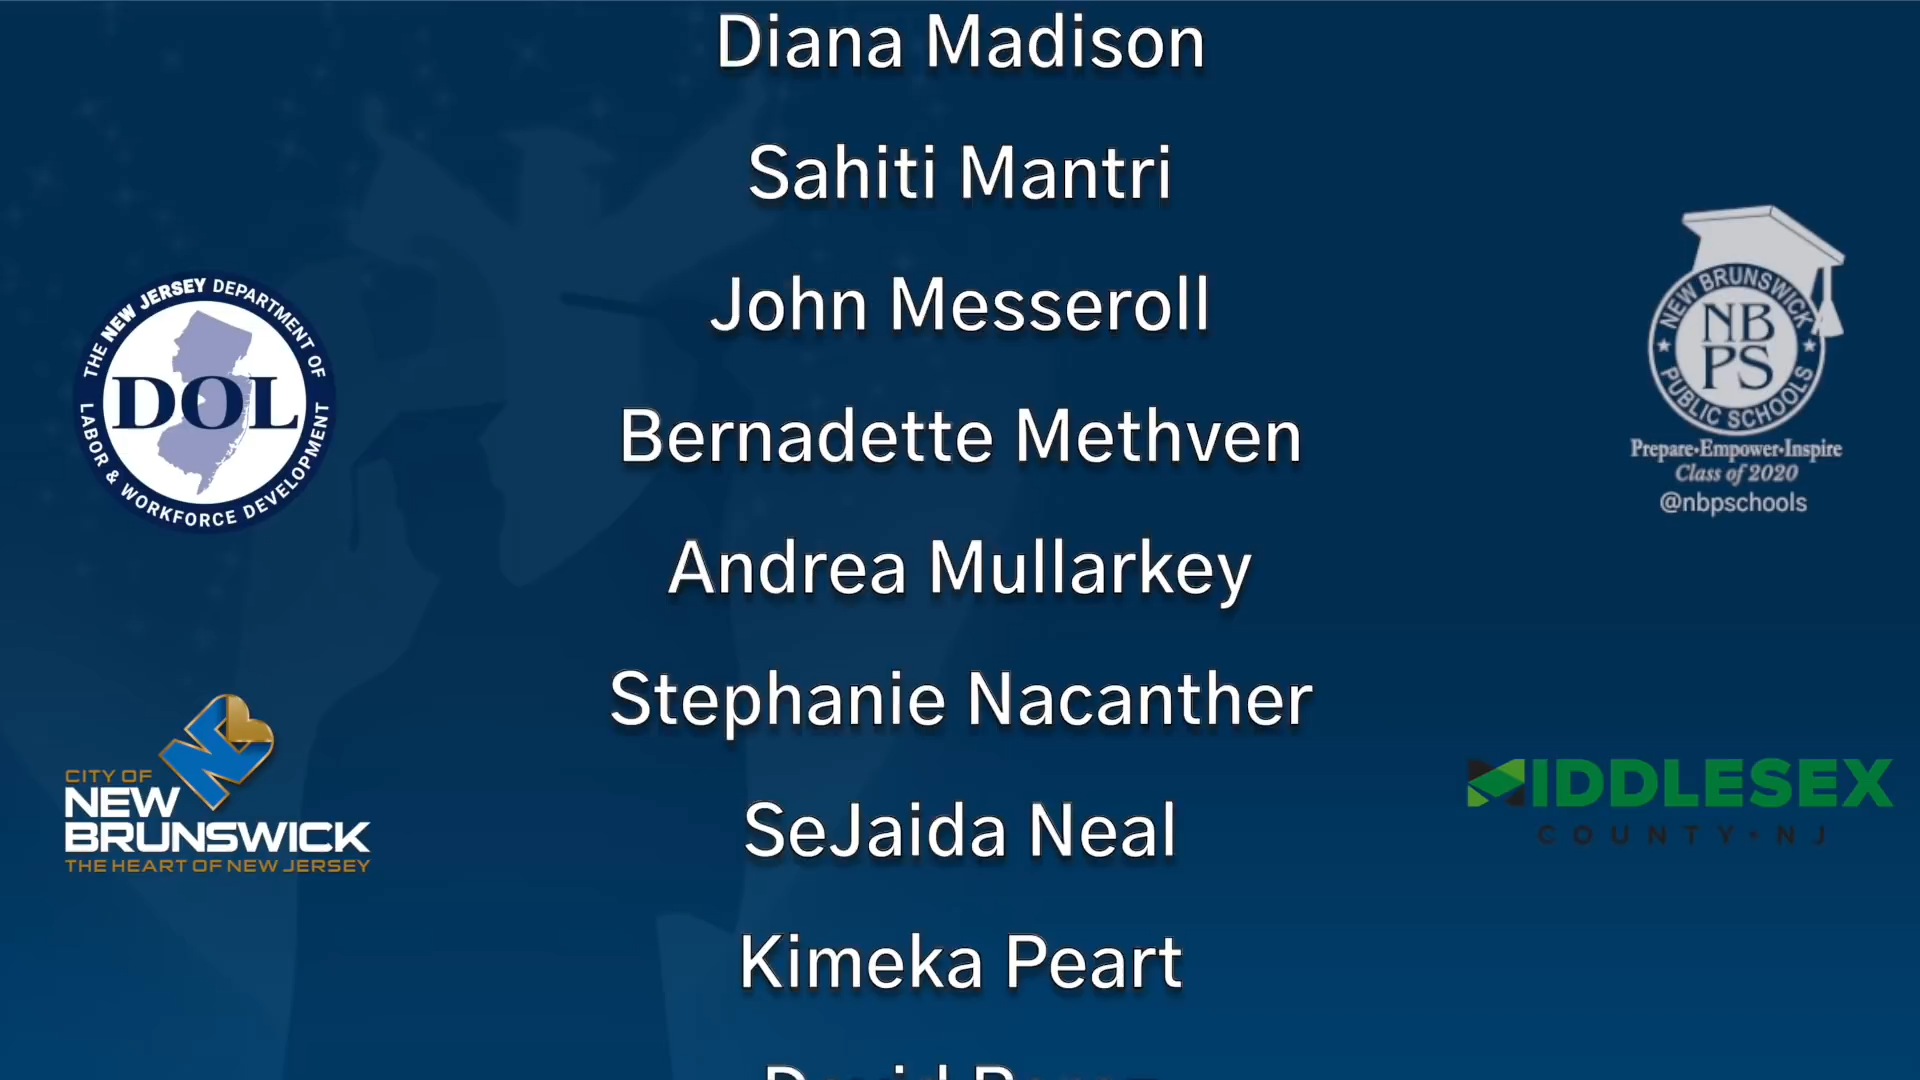 Diana Madison
Sahiti Mantri
John Messeroll
Bernadette Methven
Andrea Mullarkey
Stephanie Nacanther
SeJaida Neal
Kimeka Peart
David
THE NEW JERSEY DEPARTMENT OF
LABOR & WORKFORCE DEVELOPMENT
DOL
CITY OF
NEW
BRUNSWICK
THE HEART OF NEW JERSEY
NEW BRUNSWICK
NB
PS
PUBLIC SCHOOLS
Prepare•Empower•Inspire
Class of 2020
@nbpschools
MIDDLESEX
COUNTY • NJ